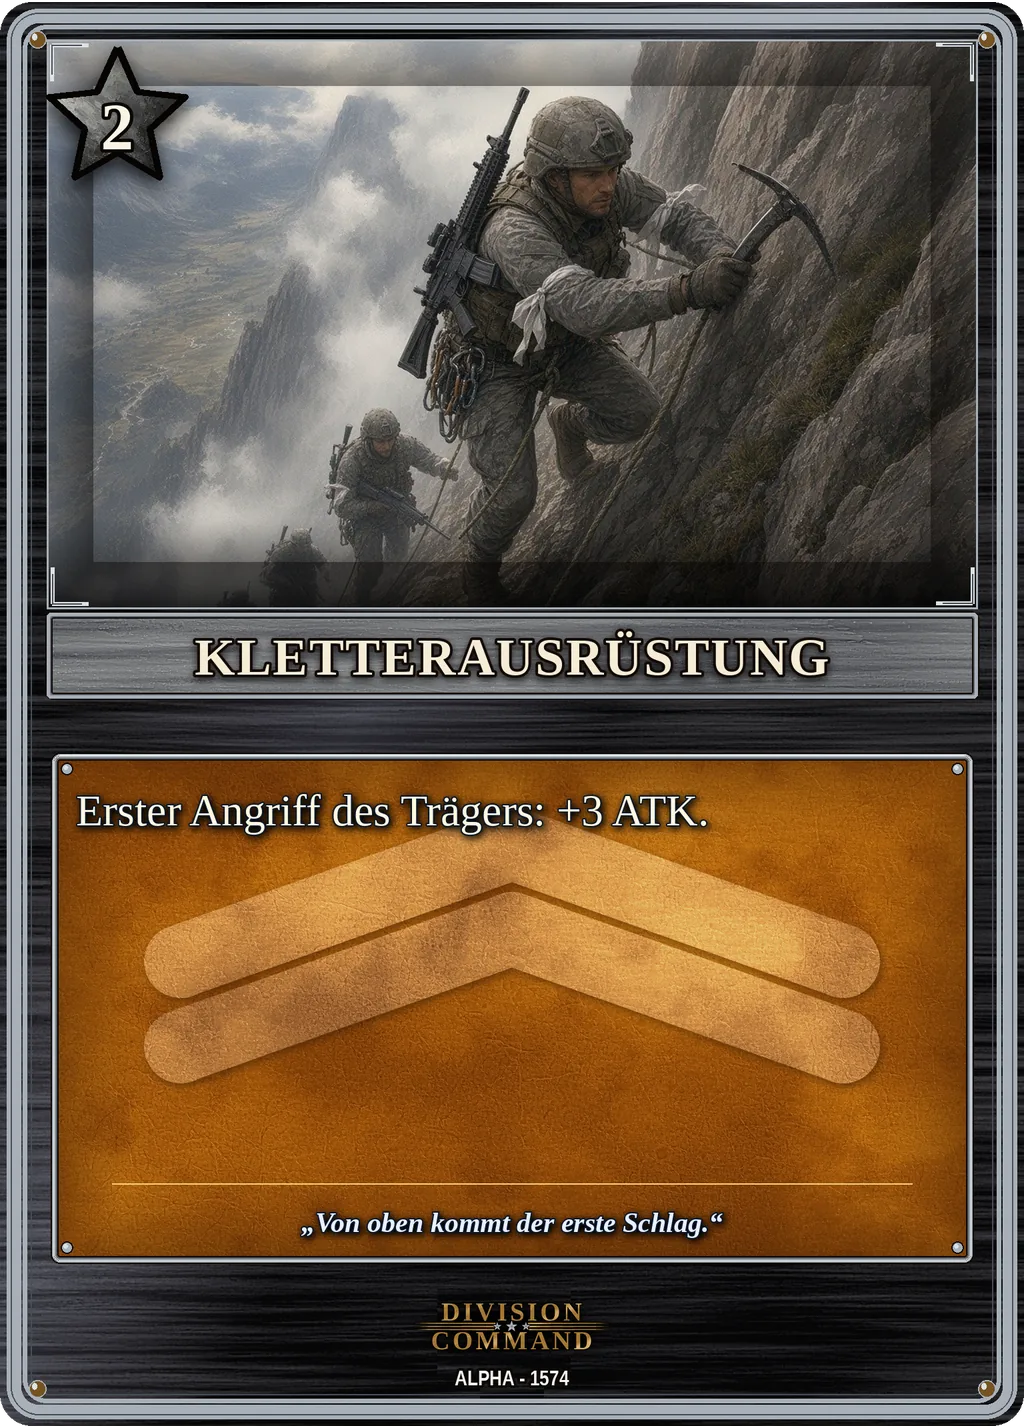 2
KLETTERAUSRÜSTUNG
Erster Angriff des Trägers: +3 ATK.
„Von oben kommt der erste Schlag.“
DIVISION
COMMAND
ALPHA - 1574